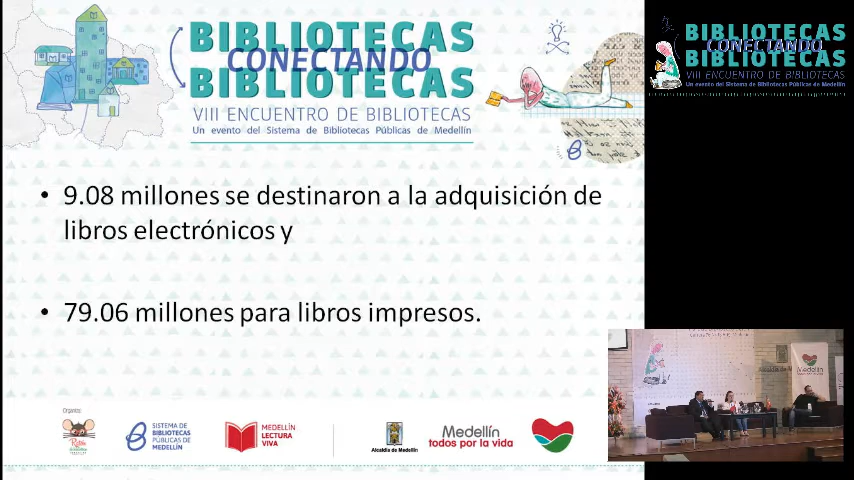 BIBLIOTECAS
CONECTANDO
BIBLIOTECAS
VIII ENCUENTRO DE BIBLIOTECAS
Un evento del Sistema de Bibliotecas Públicas de Medellín
BIBLIOTECAS
CONECTANDO
BIBLIOTECAS
VIII ENCUENTRO DE BIBLIOTECAS
Un evento del Sistema de Bibliotecas Públicas de Medellín
• 9.08 millones se destinaron a la adquisición de
libros electrónicos y
• 79.06 millones para libros impresos.
Organiza:
SISTEMA DE
BIBLIOTECAS
PÚBLICAS DE
MEDELLÍN
MEDELLÍN
LECTURA
VIVA
Alcaldía de Medellín
Medellín
todos por la vida
Medellín